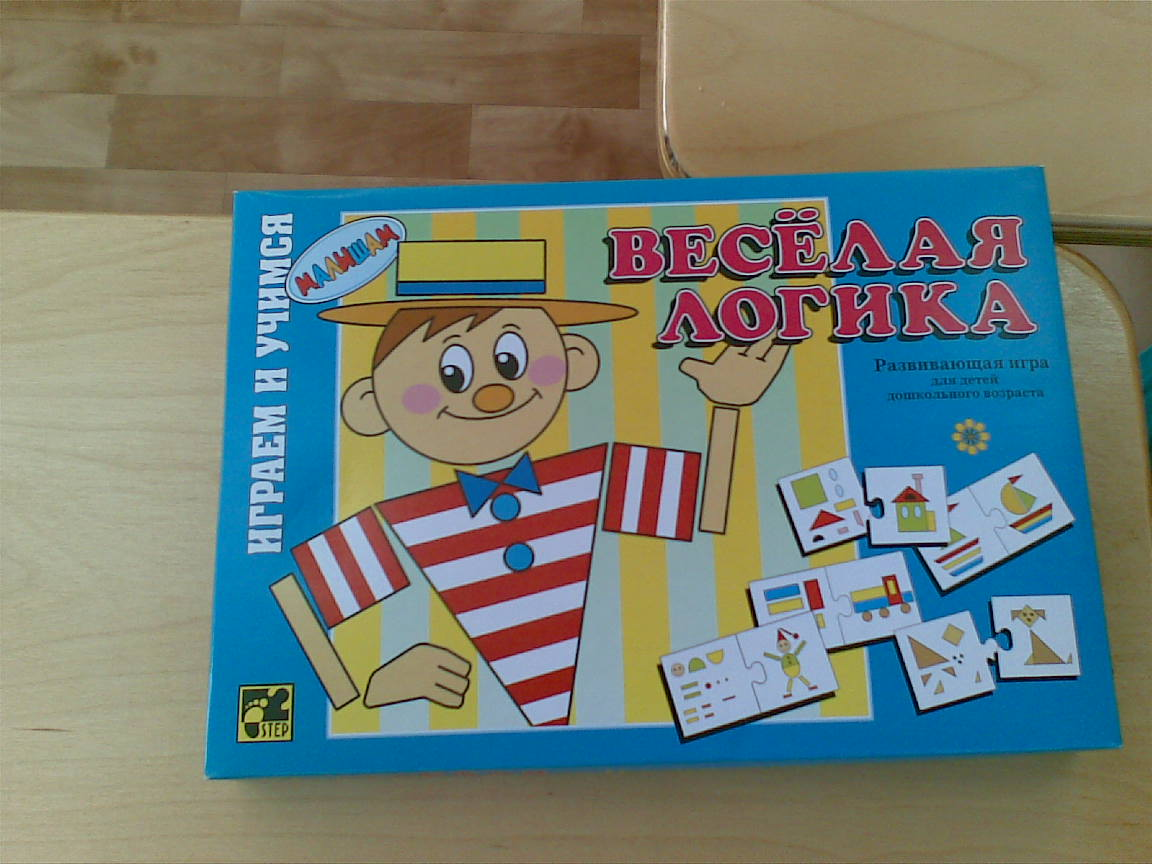 ИГРАЕМ И УЧИМСЯ
МАЛЫШАМ
ВЕСЁЛАЯ
ЛОГИКА
Развивающая игра
для детей
дошкольного возраста
STEP